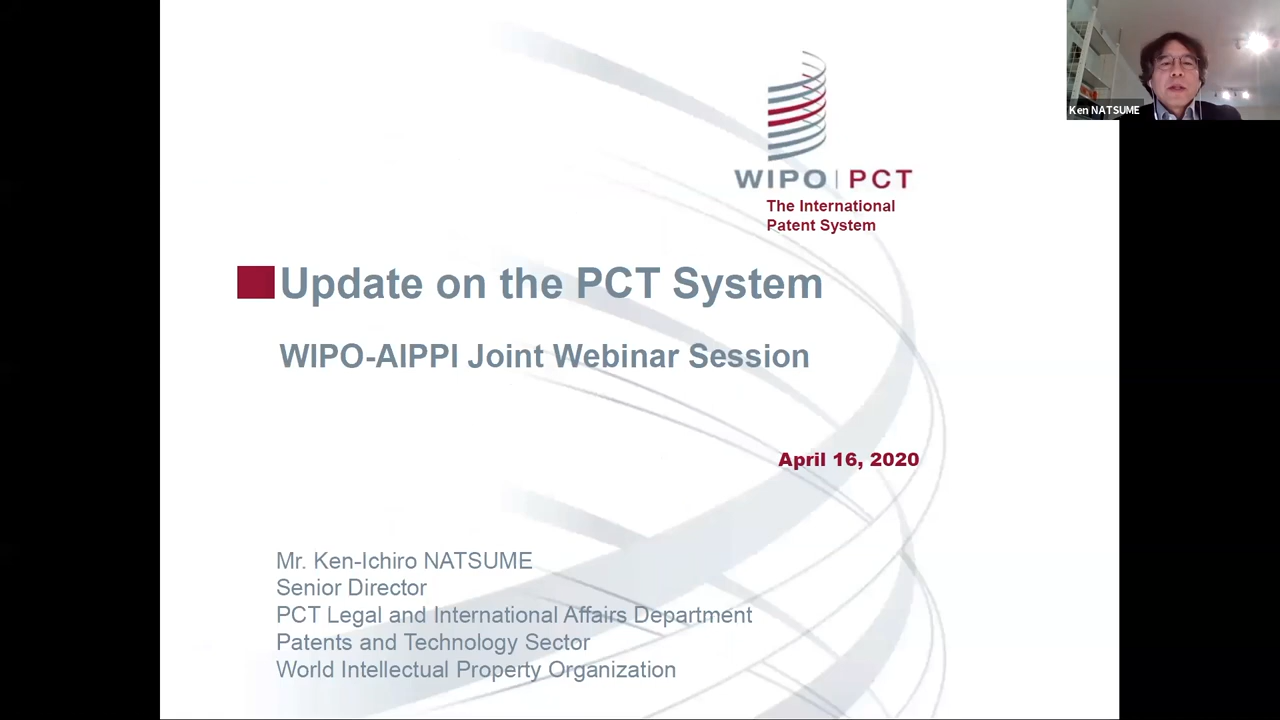 Ken NATSUME
WIPO | PCT
The International
Patent System
Update on the PCT System
WIPO-AIPPI Joint Webinar Session
April 16, 2020
Mr. Ken-Ichiro NATSUME
Senior Director
PCT Legal and International Affairs Department
Patents and Technology Sector
World Intellectual Property Organization